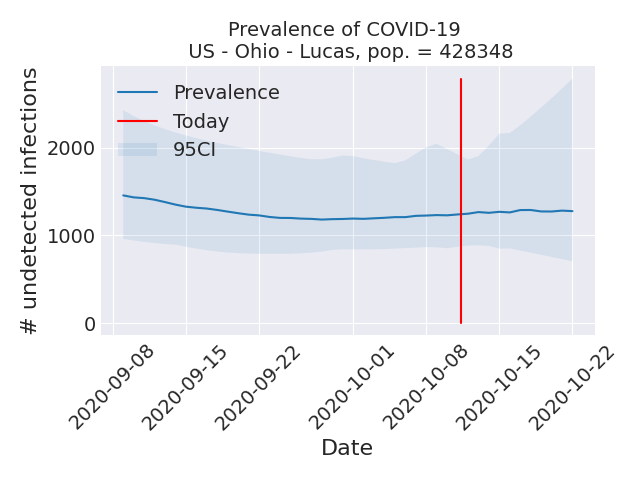 Prevalence of COVID-19
US - Ohio - Lucas, pop. = 428348
Prevalence
Today
95CI
2000
1000
0
# undetected infections
2020-09-08
2020-09-15
2020-09-22
2020-10-01
2020-10-08
2020-10-15
2020-10-22
Date